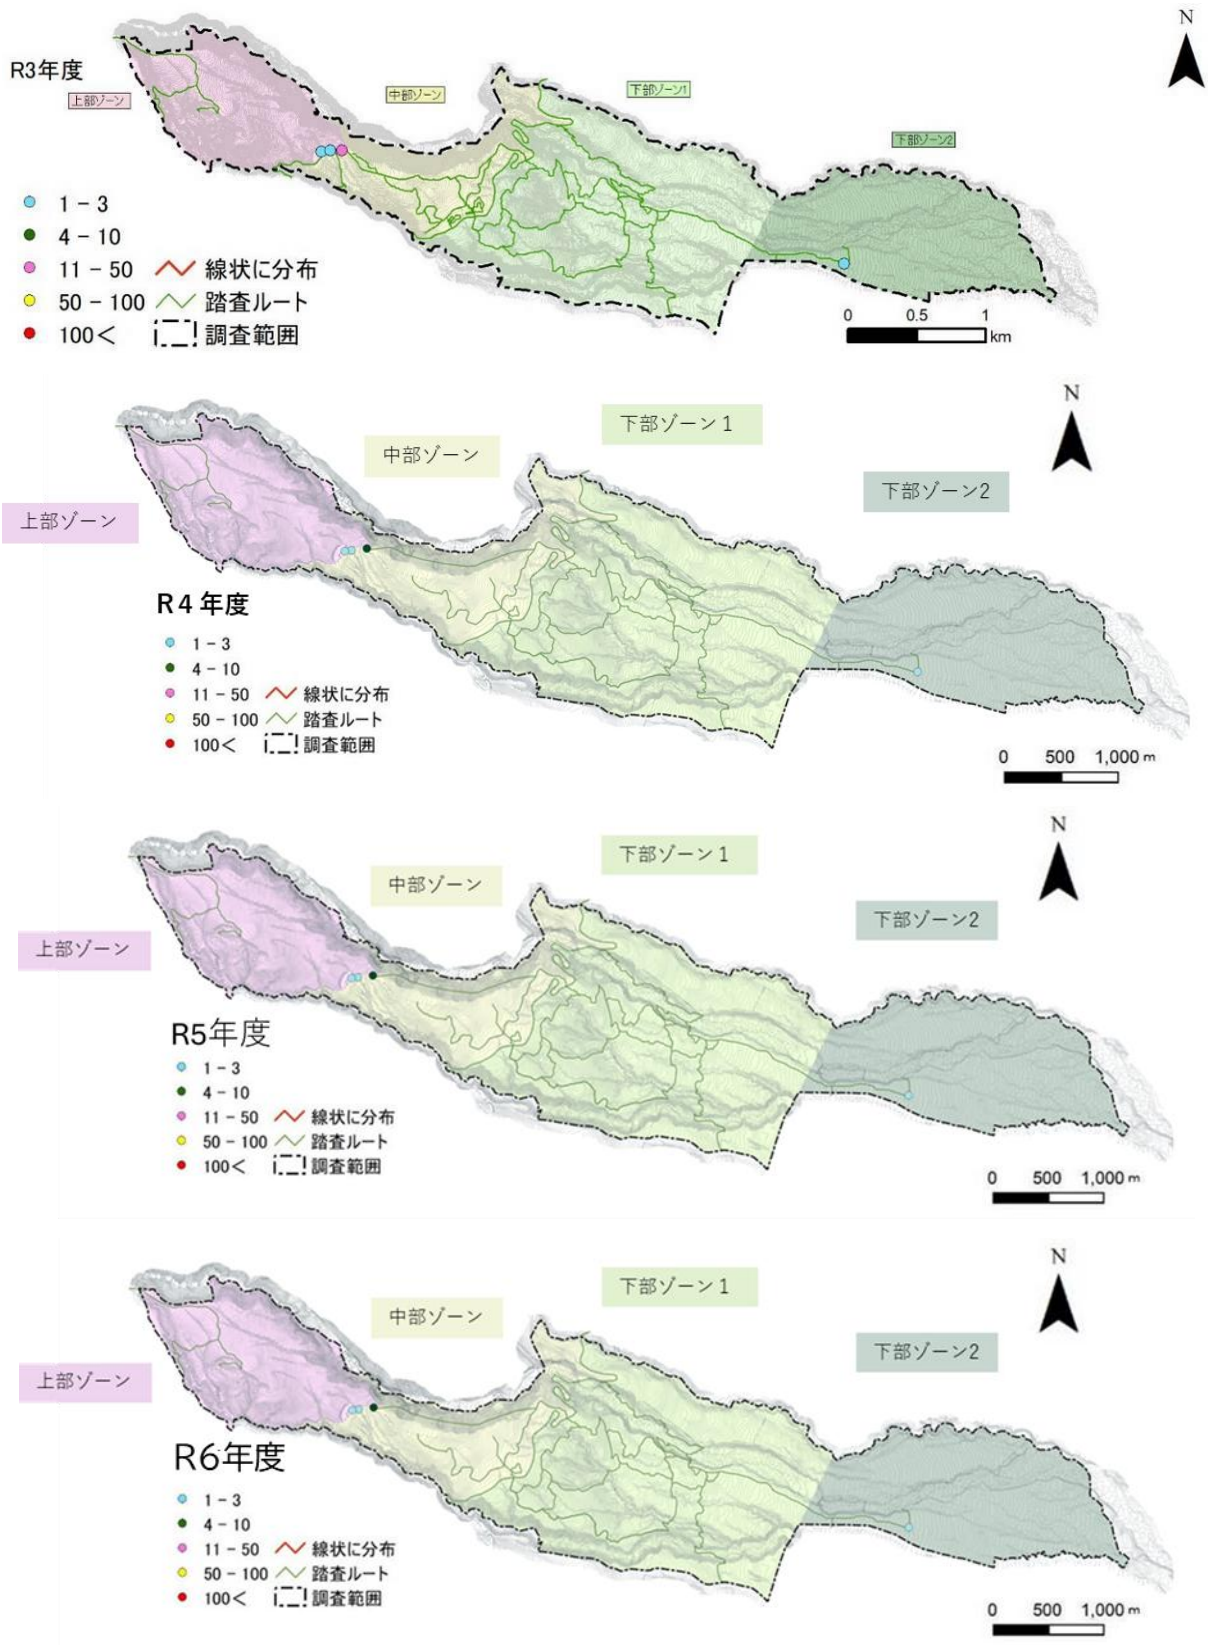 N
R3年度
上部ゾーン
中部ゾーン
下部ゾーン1
下部ゾーン2
1 - 3
4 - 10
11 - 50 線状に分布
50 - 100 踏査ルート
100< 調査範囲
0 0.5 1
km
N
下部ゾーン１
中部ゾーン
下部ゾーン2
上部ゾーン
R４年度
1 - 3
4 - 10
11 - 50 線状に分布
50 - 100 踏査ルート
100< 調査範囲
0 500 1,000 m
N
下部ゾーン１
中部ゾーン
下部ゾーン2
上部ゾーン
R5年度
1 - 3
4 - 10
11 - 50 線状に分布
50 - 100 踏査ルート
100< 調査範囲
0 500 1,000 m
N
下部ゾーン１
中部ゾーン
下部ゾーン2
上部ゾーン
R6年度
1 - 3
4 - 10
11 - 50 線状に分布
50 - 100 踏査ルート
100< 調査範囲
0 500 1,000 m